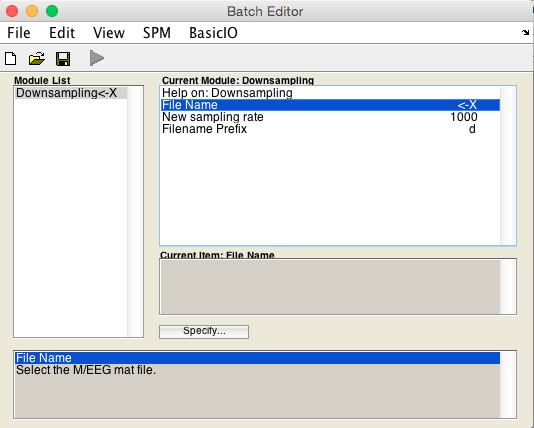 Batch Editor
File Edit View SPM BasicIO
Module List
Downsampling<-X
Current Module: Downsampling
Help on: Downsampling
File Name <-X
New sampling rate 1000
Filename Prefix d
Current Item: File Name
Specify...
File Name
Select the M/EEG mat file.